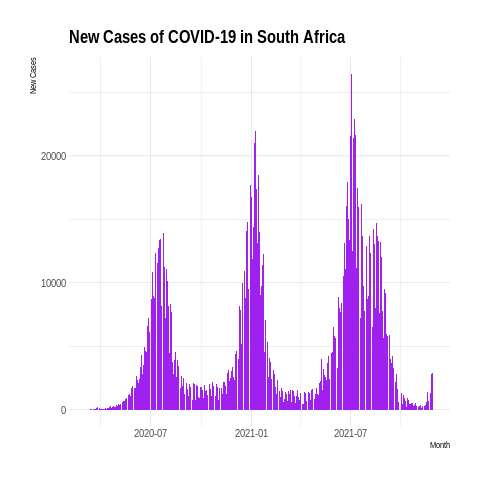 New Cases of COVID-19 in South Africa
New Cases
20000
10000
0
2020-07
2021-01
2021-07
Month